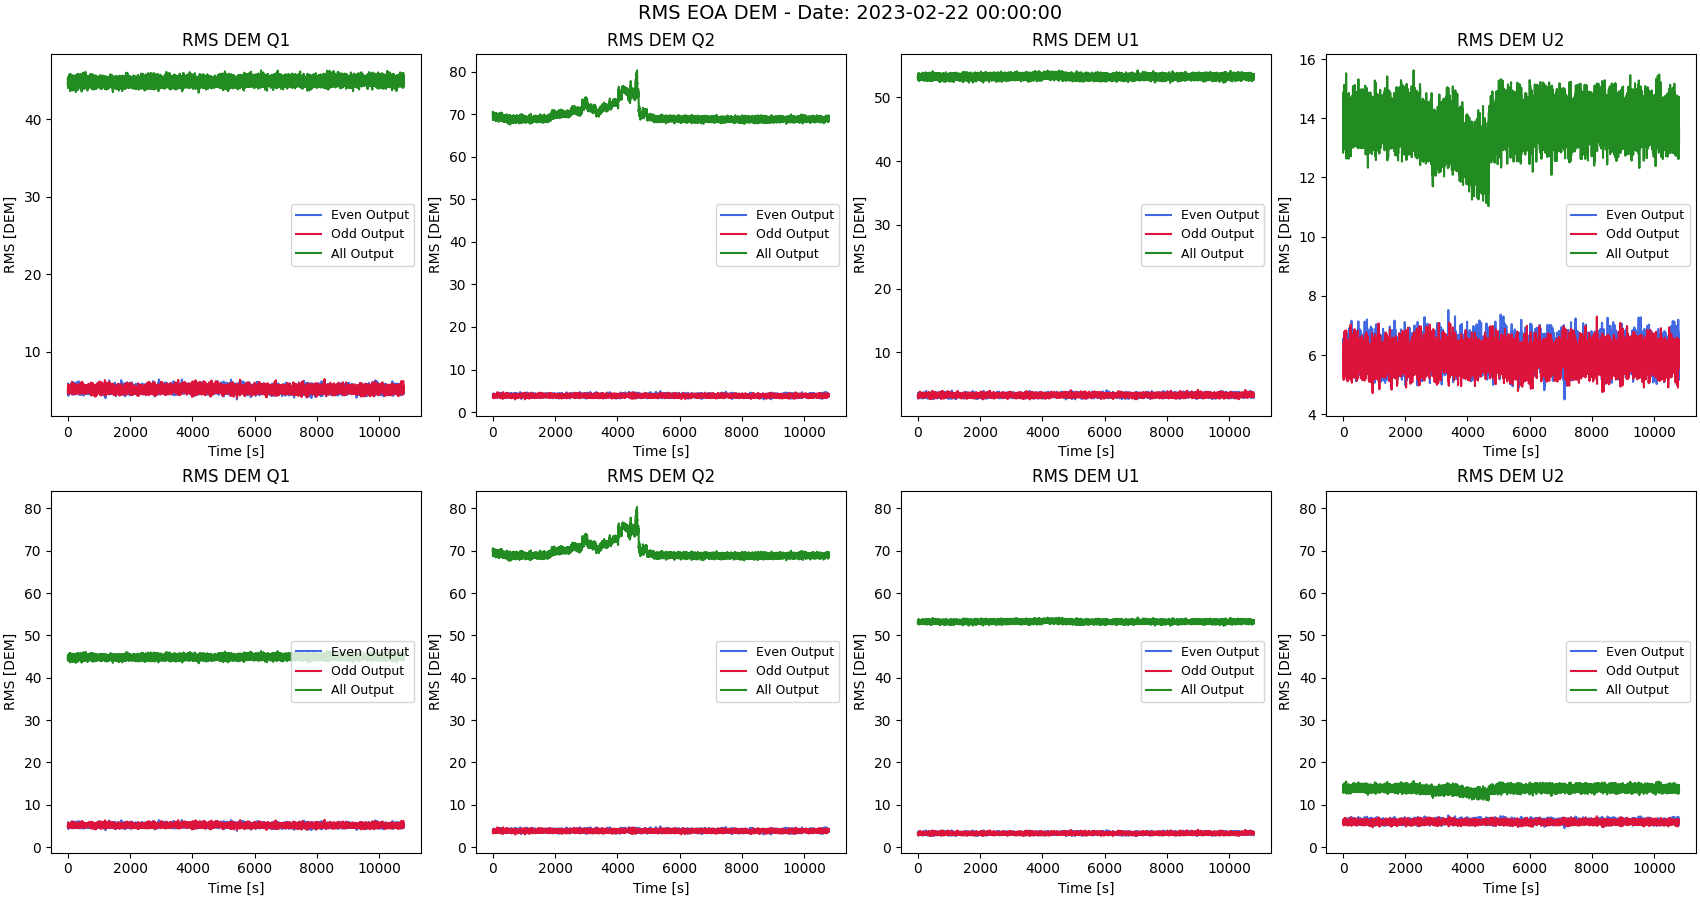 RMS EOA DEM - Date: 2023-02-22 00:00:00
RMS DEM Q1
RMS [DEM]
40
30
20
10
0 2000 4000 6000 8000 10000
Time [s]
Even Output
Odd Output
All Output
RMS DEM Q2
RMS [DEM]
80
70
60
50
40
30
20
10
0
0 2000 4000 6000 8000 10000
Time [s]
Even Output
Odd Output
All Output
RMS DEM U1
RMS [DEM]
50
40
30
20
10
0 2000 4000 6000 8000 10000
Time [s]
Even Output
Odd Output
All Output
RMS DEM U2
RMS [DEM]
16
14
12
10
8
6
4
0 2000 4000 6000 8000 10000
Time [s]
Even Output
Odd Output
All Output
RMS DEM Q1
RMS [DEM]
80
70
60
50
40
30
20
10
0
0 2000 4000 6000 8000 10000
Time [s]
Even Output
Odd Output
All Output
RMS DEM Q2
RMS [DEM]
80
70
60
50
40
30
20
10
0
0 2000 4000 6000 8000 10000
Time [s]
Even Output
Odd Output
All Output
RMS DEM U1
RMS [DEM]
80
70
60
50
40
30
20
10
0
0 2000 4000 6000 8000 10000
Time [s]
Even Output
Odd Output
All Output
RMS DEM U2
RMS [DEM]
80
70
60
50
40
30
20
10
0
0 2000 4000 6000 8000 10000
Time [s]
Even Output
Odd Output
All Output